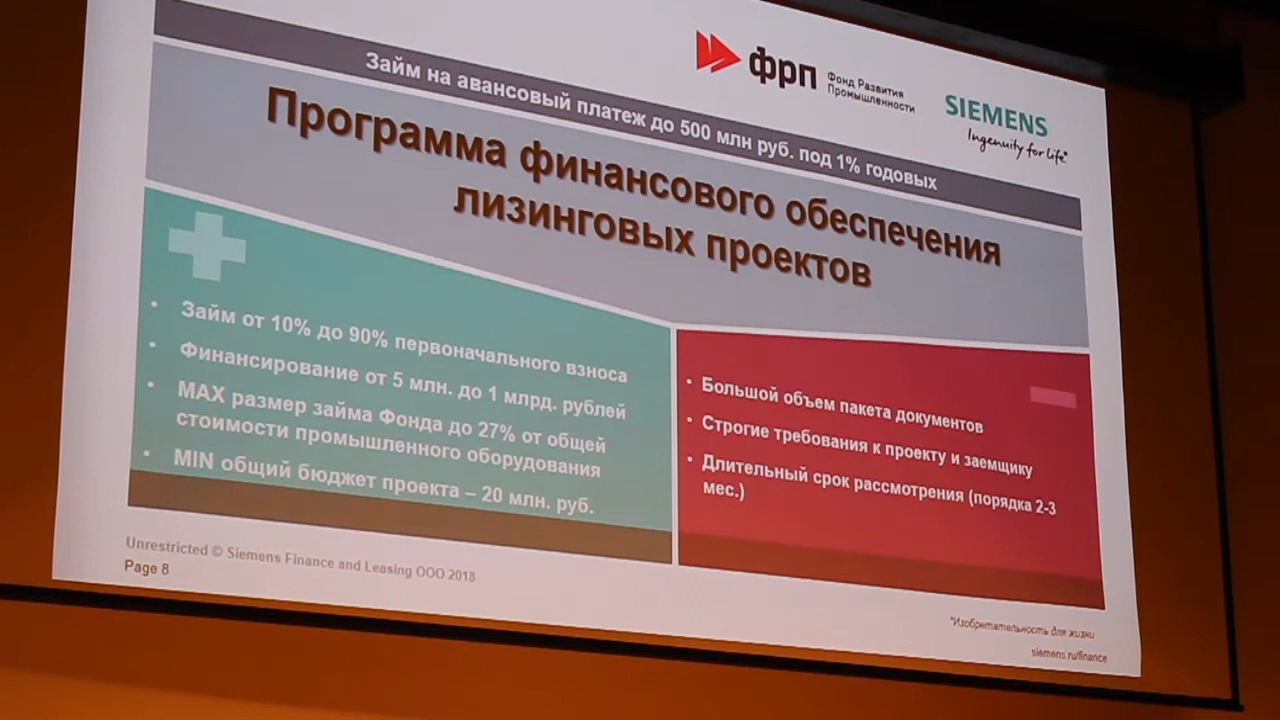 фрп
Фонд Развития
Промышленности
SIEMENS
Ingenuity for life*
Займ на авансовый платеж до 500 млн руб. под 1% годовых
Программа финансового обеспечения
лизинговых проектов
• Займ от 10% до 90% первоначального взноса
• Финансирование от 5 млн. до 1 млрд. рублей
• MAX размер займа Фонда до 27% от общей
стоимости промышленного оборудования
• MIN общий бюджет проекта – 20 млн. руб.
• Большой объем пакета документов
• Строгие требования к проекту и заемщику
• Длительный срок рассмотрения (порядка 2-3
мес.)
Unrestricted © Siemens Finance and Leasing ООО 2018
Page 8
*Изобретательность для жизни
siemens.ru/finance